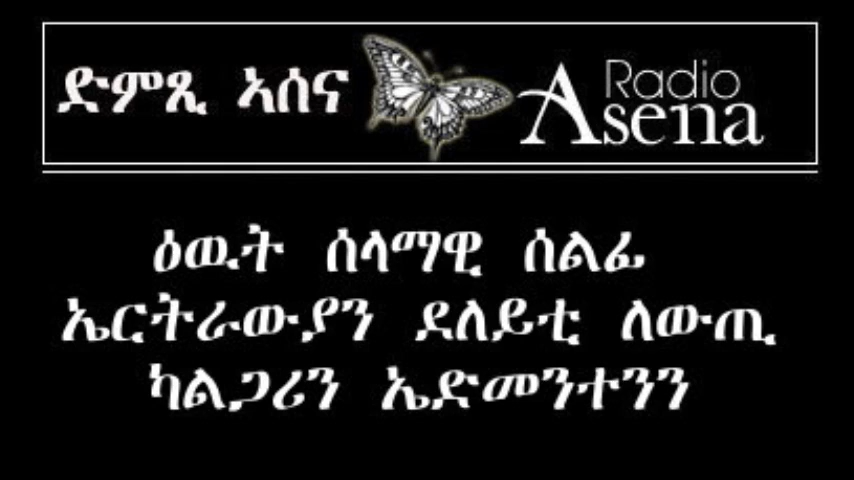 ድምጺ ኣሰና
Radio
Asena
ዕዉት ሰላማዊ ሰልፊ
ኤርትራውያን ደለይቲ ለውጢ
ካልጋሪን ኤድመንተንን